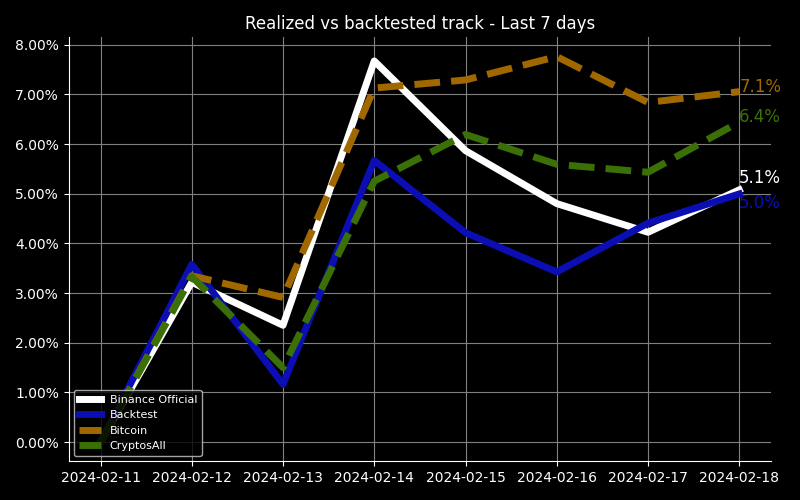 Realized vs backtested track - Last 7 days
8.00%
7.00%
6.00%
5.00%
4.00%
3.00%
2.00%
1.00%
0.00%
7.1%
6.4%
5.1%
5.0%
Binance Official
Backtest
Bitcoin
CryptosAll
2024-02-11 2024-02-12 2024-02-13 2024-02-14 2024-02-15 2024-02-16 2024-02-17 2024-02-18